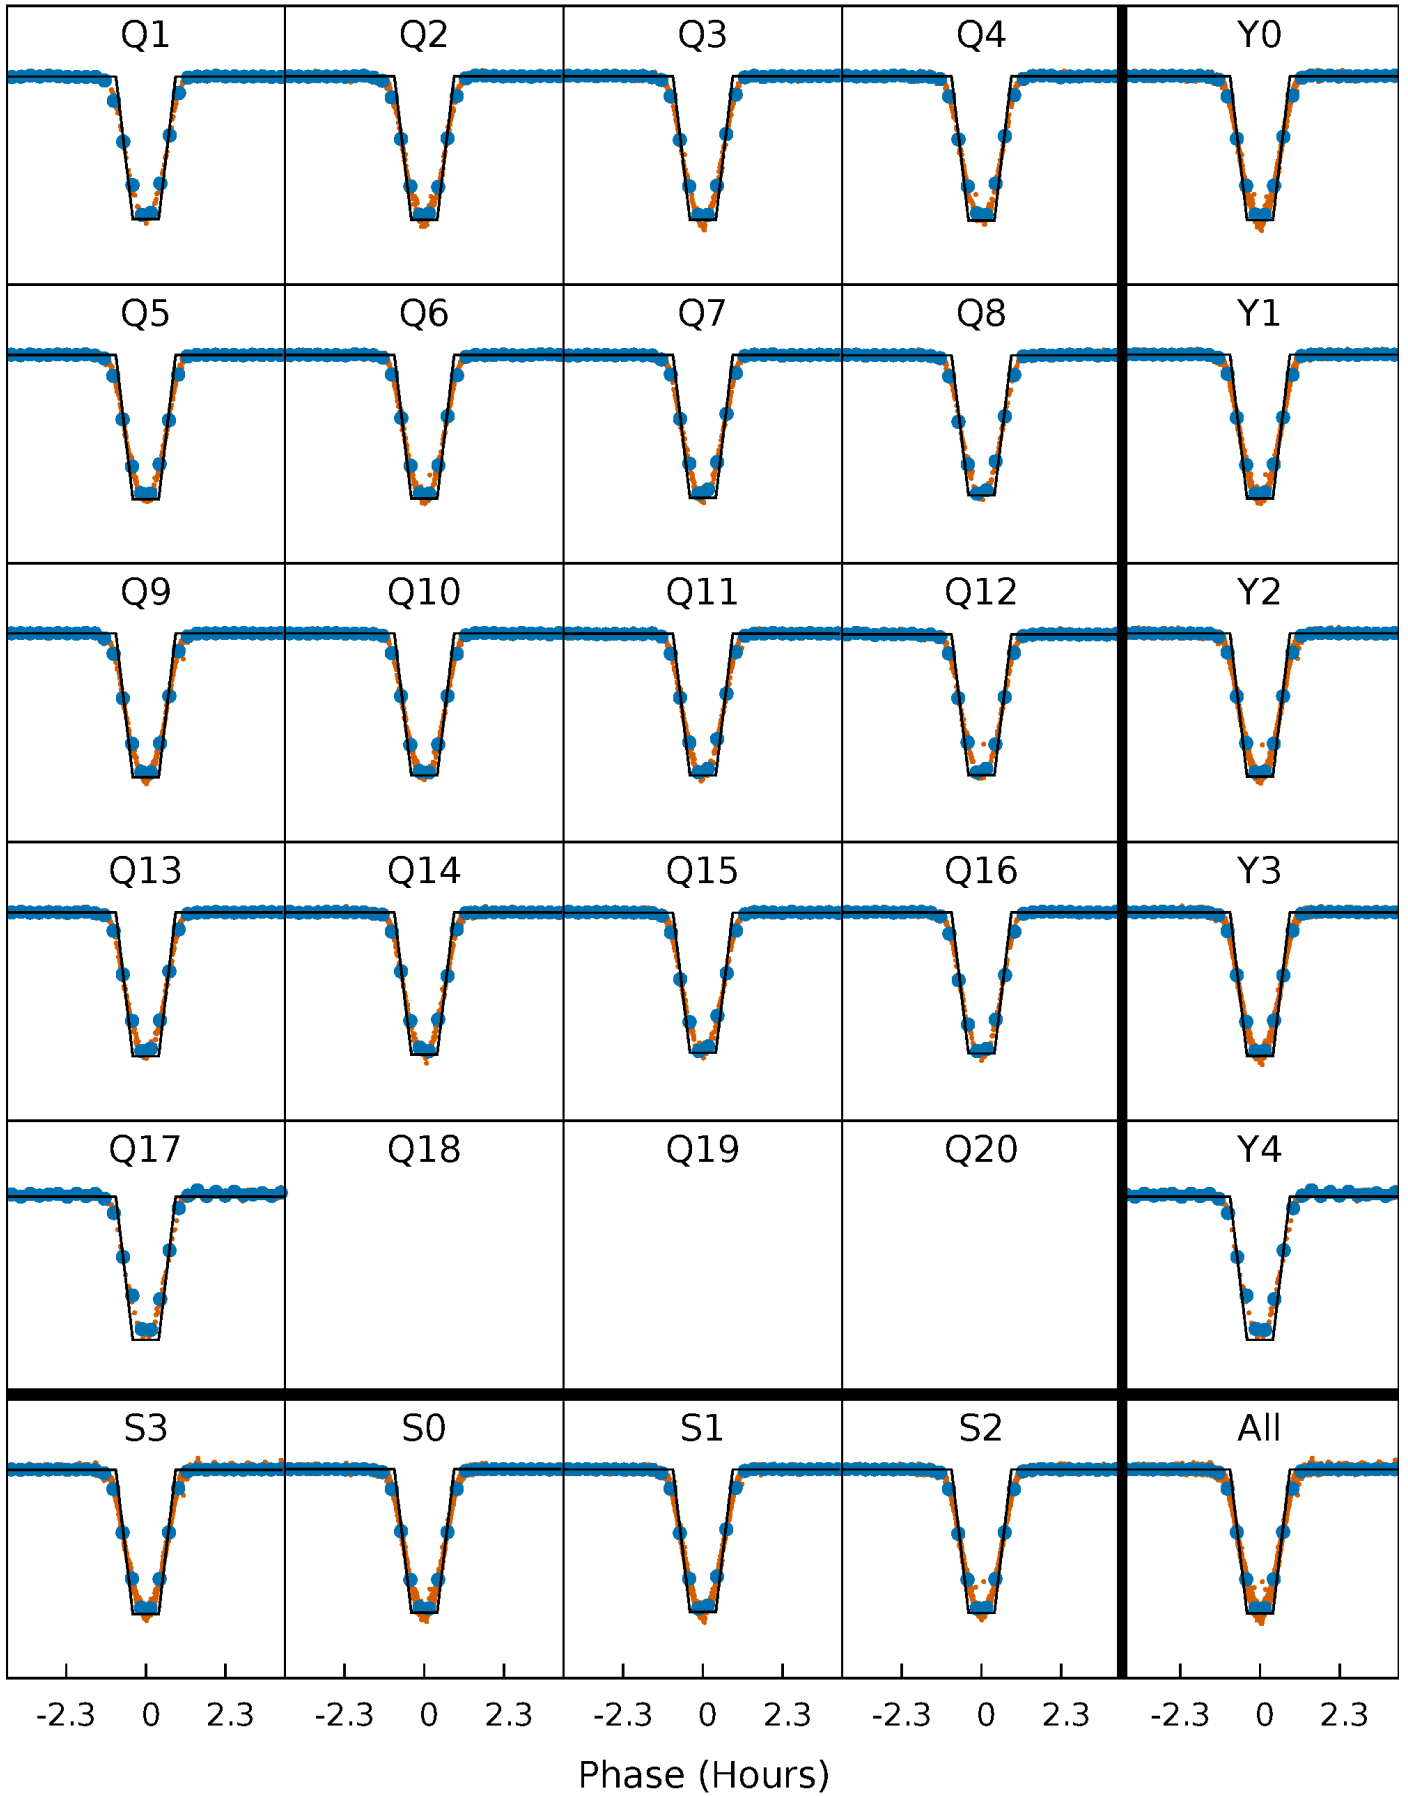 Q1 Q2 Q3 Q4 Y0
Q5 Q6 Q7 Q8 Y1
Q9 Q10 Q11 Q12 Y2
Q13 Q14 Q15 Q16 Y3
Q17 Q18 Q19 Q20 Y4
S3 S0 S1 S2 All
-2.3 0 2.3 -2.3 0 2.3 -2.3 0 2.3 -2.3 0 2.3 -2.3 0 2.3
Phase (Hours)